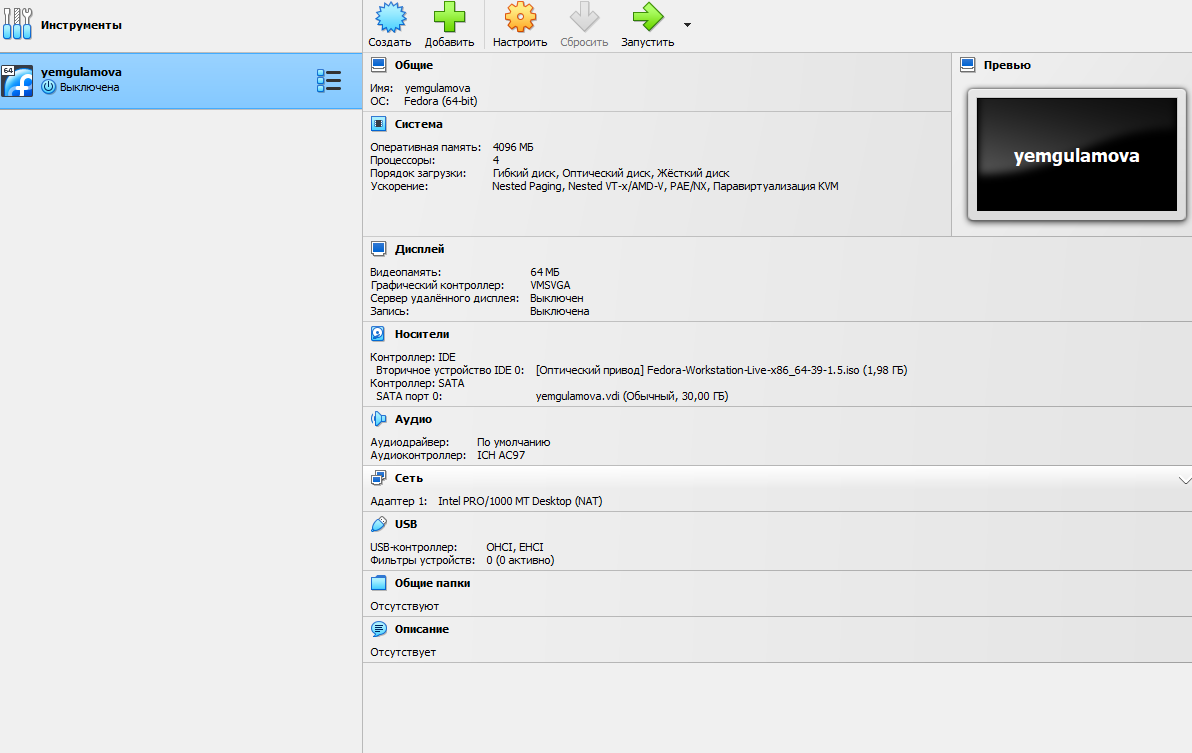 Инструменты
Создать Добавить Настроить Сбросить Запустить
64
yemgulamova
Выключена
Общие
Имя: yemgulamova
ОС: Fedora (64-bit)
Превью
yemgulamova
Система
Оперативная память: 4096 МБ
Процессоры: 4
Порядок загрузки: Гибкий диск, Оптический диск, Жёсткий диск
Ускорение: Nested Paging, Nested VT-x/AMD-V, PAE/NX, Паравиртуализация KVM
Дисплей
Видеопамять: 64 МБ
Графический контроллер: VMSVGA
Сервер удалённого дисплея: Выключен
Запись: Выключена
Носители
Контроллер: IDE
Вторичное устройство IDE 0: [Оптический привод] Fedora-Workstation-Live-x86_64-39-1.5.iso (1,98 ГБ)
Контроллер: SATA
SATA порт 0: yemgulamova.vdi (Обычный, 30,00 ГБ)
Аудио
Аудиодрайвер: По умолчанию
Аудиоконтроллер: ICH AC97
Сеть
Адаптер 1: Intel PRO/1000 MT Desktop (NAT)
USB
USB-контроллер: OHCI, EHCI
Фильтры устройств: 0 (0 активно)
Общие папки
Отсутствуют
Описание
Отсутствует